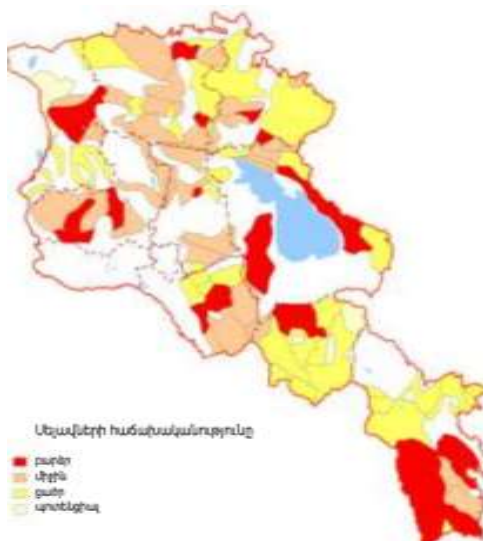 Սելավների հաճախականությունը
բարձր
միջին
ցածր
պոտենցիալ